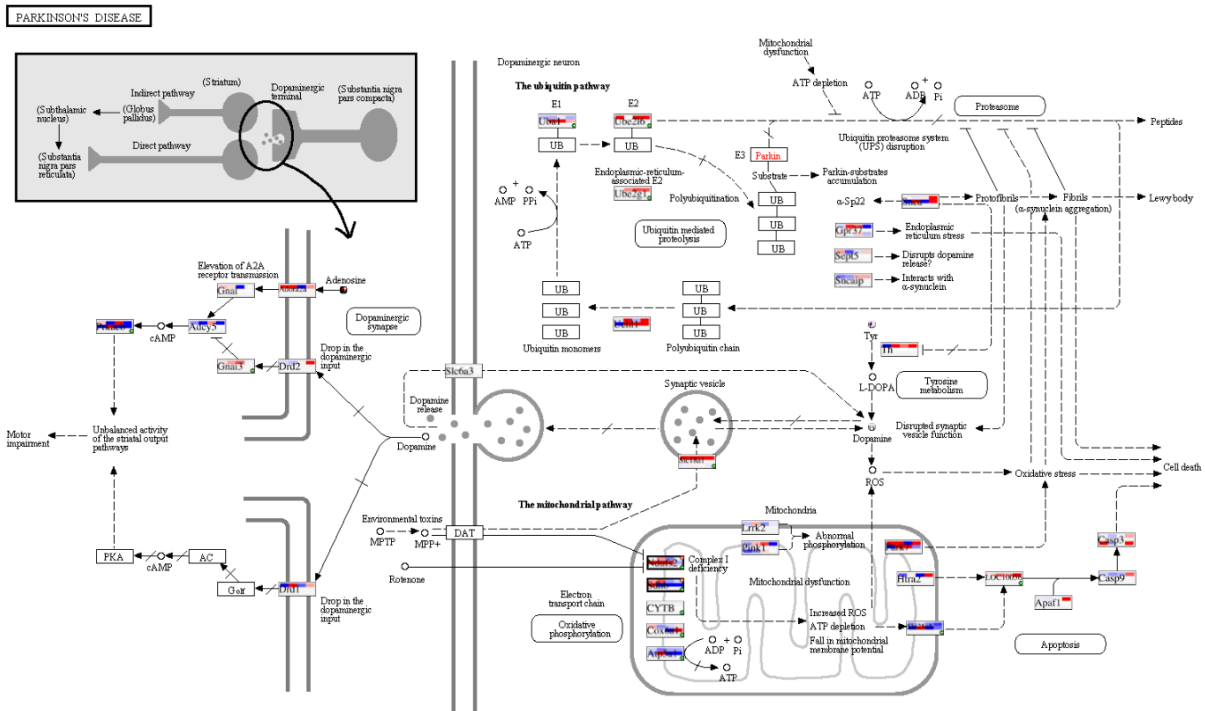 PARKINSON'S DISEASE
(Striatum)
Dopaminergic
terminal
(Substantia nigra
pars compacta)
Indirect pathway
(Subthalamic
nucleus)
(Globus
pallidus)
Direct pathway
(Substantia
nigra pars
reticulata)
Dopaminergic neuron
The ubiquitin pathway
E1
E2
Uba1
Ube2l6
UB
UB
Endoplasmic-reticulum-
associated E2
Ube2g1
AMP
+
PPi
ATP
Polyubiquitination
Ubiquitin mediated
proteolysis
Mitochondrial
dysfunction
ATP depletion
ATP
ADP
+
Pi
Proteasome
Peptides
Ubiquitin proteasome system
(UPS) disruption
E3
Parkin
Substrate
Parkin-substrates
accumulation
UB
UB
UB
α-Sp22
Snca
Protofibrils
Fibrils
(α-synuclein aggregation)
Lewy body
Gpr37
Endoplasmic
reticulum stress
Sept5
Disrupts dopamine
release?
Sncaip
Interacts with
α-synuclein
UB
UB
UB
Ubiquitin monomers
Uchl1
UB
UB
UB
Polyubiquitin chain
Elevation of A2A
receptor transmission
Gnai
Adora2a
Adenosine
Dopaminergic
synapse
cAMP
Adcy5
Gnai3
Drd2
Drop in the
dopaminergic
input
Slc6a3
Dopamine
release
Dopamine
Synaptic vesicle
Slc18a1
Tyr
Th
L-DOPA
Tyrosine
metabolism
Dopamine
Disrupted synaptic
vesicle function
ROS
Oxidative stress
Cell death
Motor
impairment
Unbalanced activity
of the striatal output
pathways
PKA
cAMP
AC
Golf
Drd1
Drop in the
dopaminergic
input
The mitochondrial pathway
Environmental toxins
MPTP
MPP+
DAT
Rotenone
Electron
transport chain
Oxidative
phosphorylation
Mitochondria
Lrrk2
Pink1
Abnormal
phosphorylation
Park7
Complex I
deficiency
CYTB
Atp5a1
Mitochondrial dysfunction
Increased ROS
ATP depletion
Fall in mitochondrial
membrane potential
ADP
+
Pi
ATP
Htra2
Apaf1
Casp9
Casp3
Apoptosis